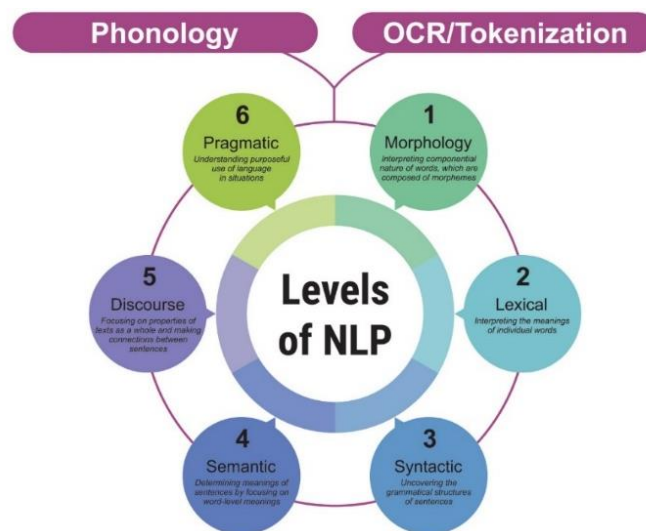 Phonology
OCR/Tokenization
6
Pragmatic
Understanding purposeful
use of language
in situations
1
Morphology
Interpreting componential
nature of words, which are
composed of morphemes
5
Discourse
Focusing on properties of
texts as a whole and making
connections between
sentences
Levels
of NLP
2
Lexical
Interpreting the meanings
of individual words
4
Semantic
Determining meanings of
sentences by focusing on
word-level meanings
3
Syntactic
Uncovering the
grammatical structures
of sentences